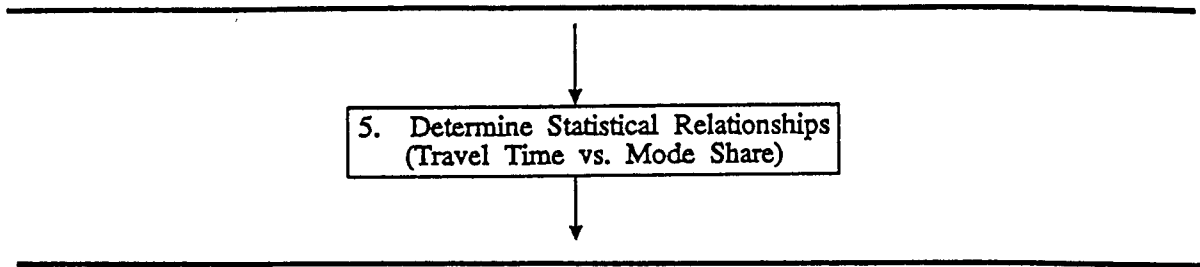 5. Determine Statistical Relationships
(Travel Time vs. Mode Share)